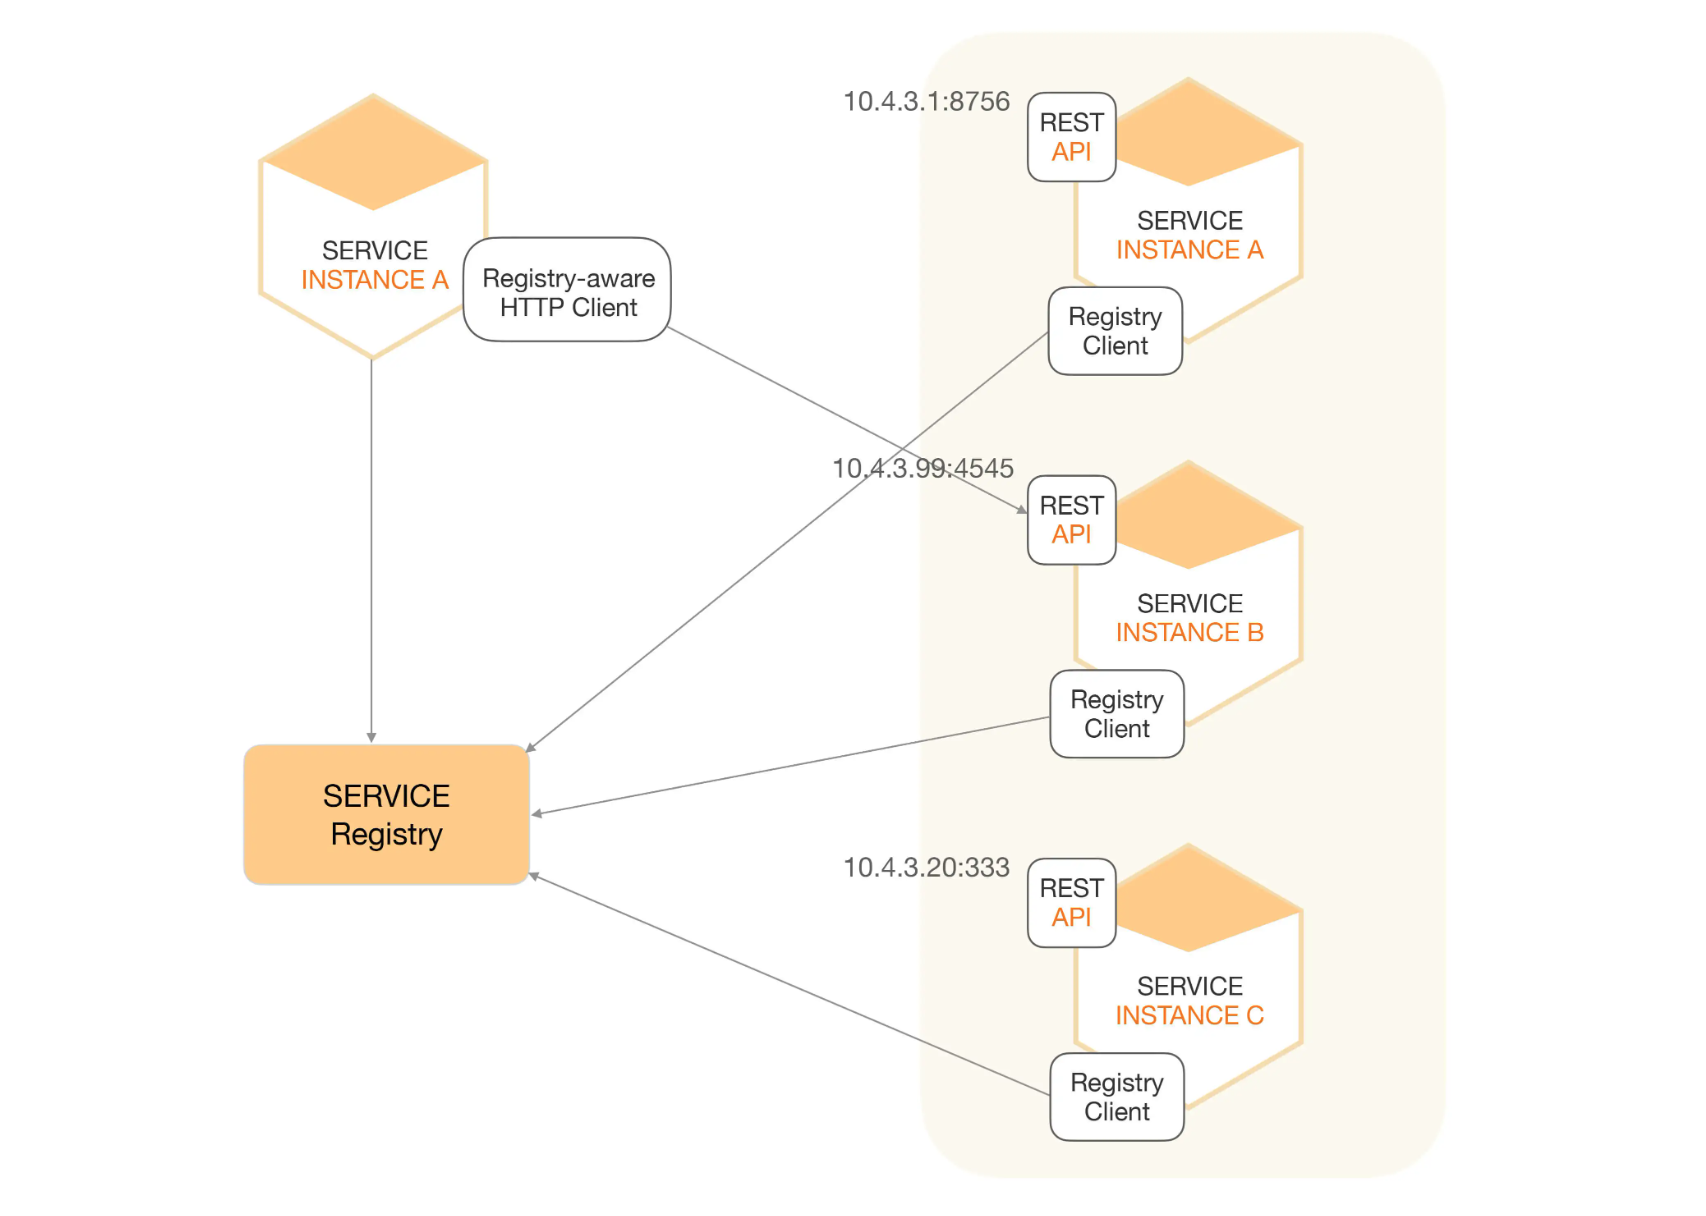 SERVICE
INSTANCE A
Registry-aware
HTTP Client
SERVICE
Registry
10.4.3.1:8756
REST
API
SERVICE
INSTANCE A
Registry
Client
10.4.3.99:4545
REST
API
SERVICE
INSTANCE B
Registry
Client
10.4.3.20:333
REST
API
SERVICE
INSTANCE C
Registry
Client